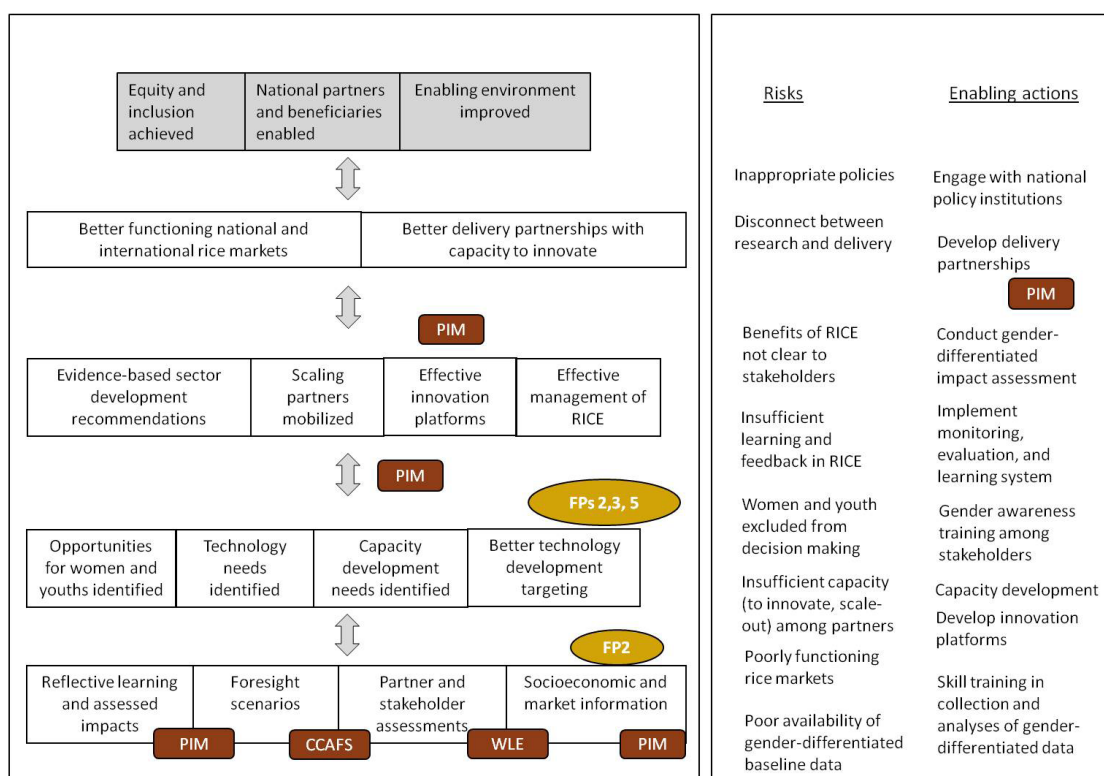 Equity and
inclusion
achieved
National partners
and beneficiaries
enabled
Enabling environment
improved
Better functioning national and
international rice markets
Better delivery partnerships with
capacity to innovate
PIM
Evidence-based sector
development
recommendations
Scaling
partners
mobilized
Effective
innovation
platforms
Effective
management of
RICE
PIM
FPs 2,3, 5
Opportunities
for women and
youths identified
Technology
needs
identified
Capacity
development
needs identified
Better technology
development
targeting
FP2
Reflective learning
and assessed
impacts
Foresight
scenarios
Partner and
stakeholder
assessments
Socioeconomic and
market information
PIM
CCAFS
WLE
PIM
Risks
Enabling actions
Inappropriate policies
Engage with national
policy institutions
Disconnect between
research and delivery
Develop delivery
partnerships
PIM
Benefits of RICE
not clear to
stakeholders
Conduct gender-
differentiated
impact assessment
Insufficient
learning and
feedback in RICE
Implement
monitoring,
evaluation, and
learning system
Women and youth
excluded from
decision making
Gender awareness
training among
stakeholders
Insufficient capacity
(to innovate, scale-
out) among partners
Capacity development
Develop innovation
platforms
Poorly functioning
rice markets
Skill training in
collection and
analyses of gender-
differentiated data
Poor availability of
gender-differentiated
baseline data